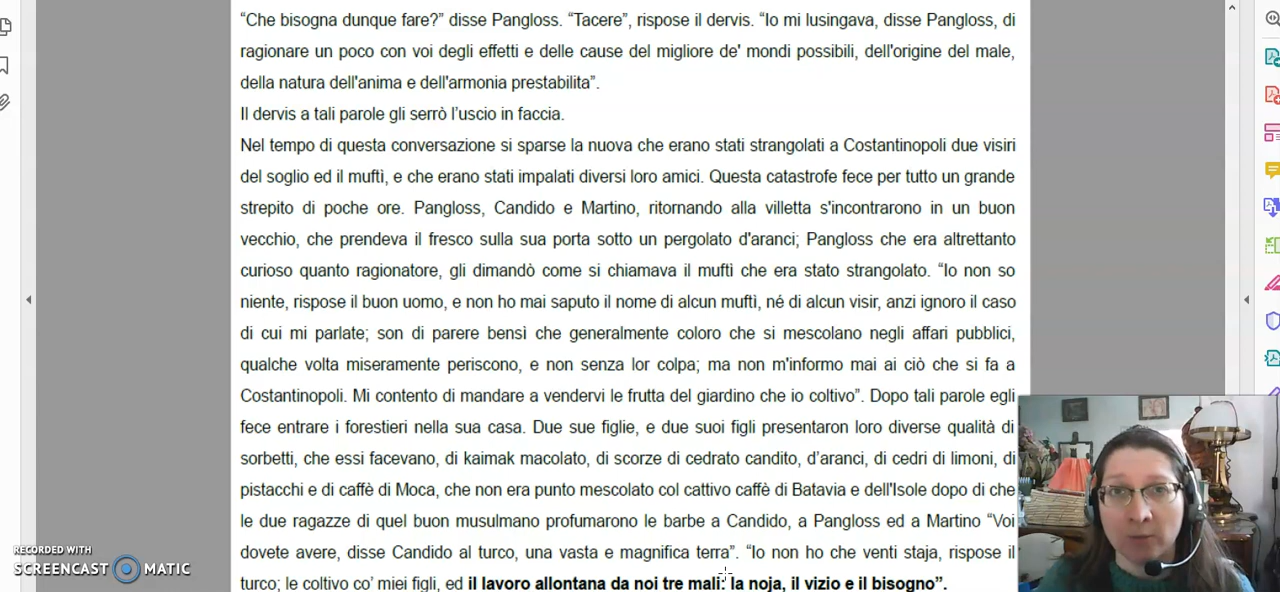 “Che bisogna dunque fare?” disse Pangloss. “Tacere”, rispose il dervis. “Io mi lusingava, disse Pangloss, di
ragionare un poco con voi degli effetti e delle cause del migliore de' mondi possibili, dell'origine del male,
della natura dell'anima e dell'armonia prestabilita”.
Il dervis a tali parole gli serrò l’uscio in faccia.
Nel tempo di questa conversazione si sparse la nuova che erano stati strangolati a Costantinopoli due visiri
del soglio ed il muftì, e che erano stati impalati diversi loro amici. Questa catastrofe fece per tutto un grande
strepito di poche ore. Pangloss, Candido e Martino, ritornando alla villetta s'incontrarono in un buon
vecchio, che prendeva il fresco sulla sua porta sotto un pergolato d'aranci; Pangloss che era altrettanto
curioso quanto ragionatore, gli dimandò come si chiamava il muftì che era stato strangolato. “Io non so
niente, rispose il buon uomo, e non ho mai saputo il nome di alcun muftì, né di alcun visir, anzi ignoro il caso
di cui mi parlate; son di parere bensì che generalmente coloro che si mescolano negli affari pubblici,
qualche volta miseramente periscono, e non senza lor colpa; ma non m'informo mai ai ciò che si fa a
Costantinopoli. Mi contento di mandare a vendervi le frutta del giardino che io coltivo”. Dopo tali parole egli
fece entrare i forestieri nella sua casa. Due sue figlie, e due suoi figli presentaron loro diverse qualità di
sorbetti, che essi facevano, di kaimak macolato, di scorze di cedrato candito, d’aranci, di cedri di limoni, di
pistacchi e di caffè di Moca, che non era punto mescolato col cattivo caffè di Batavia e dell'Isole dopo di che
le due ragazze di quel buon musulmano profumarono le barbe a Candido, a Pangloss ed a Martino “Voi
dovete avere, disse Candido al turco, una vasta e magnifica terra”. “Io non ho che venti staja, rispose il
turco; le coltivo co’ miei figli, ed il lavoro allontana da noi tre mali: la noja, il vizio e il bisogno”.
RECORDED WITH
SCREENCAST MATIC